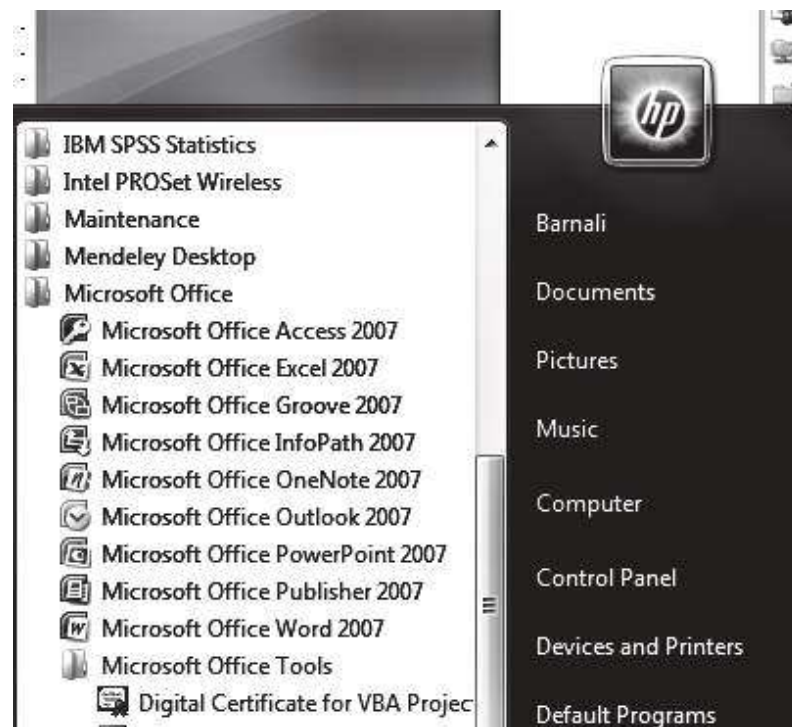 hp
IBM SPSS Statistics
Intel PROSet Wireless
Maintenance
Mendeley Desktop
Microsoft Office
Microsoft Office Access 2007
Microsoft Office Excel 2007
Microsoft Office Groove 2007
Microsoft Office InfoPath 2007
Microsoft Office OneNote 2007
Microsoft Office Outlook 2007
Microsoft Office PowerPoint 2007
Microsoft Office Publisher 2007
Microsoft Office Word 2007
Microsoft Office Tools
Digital Certificate for VBA Projec
Barnali
Documents
Pictures
Music
Computer
Control Panel
Devices and Printers
Default Programs